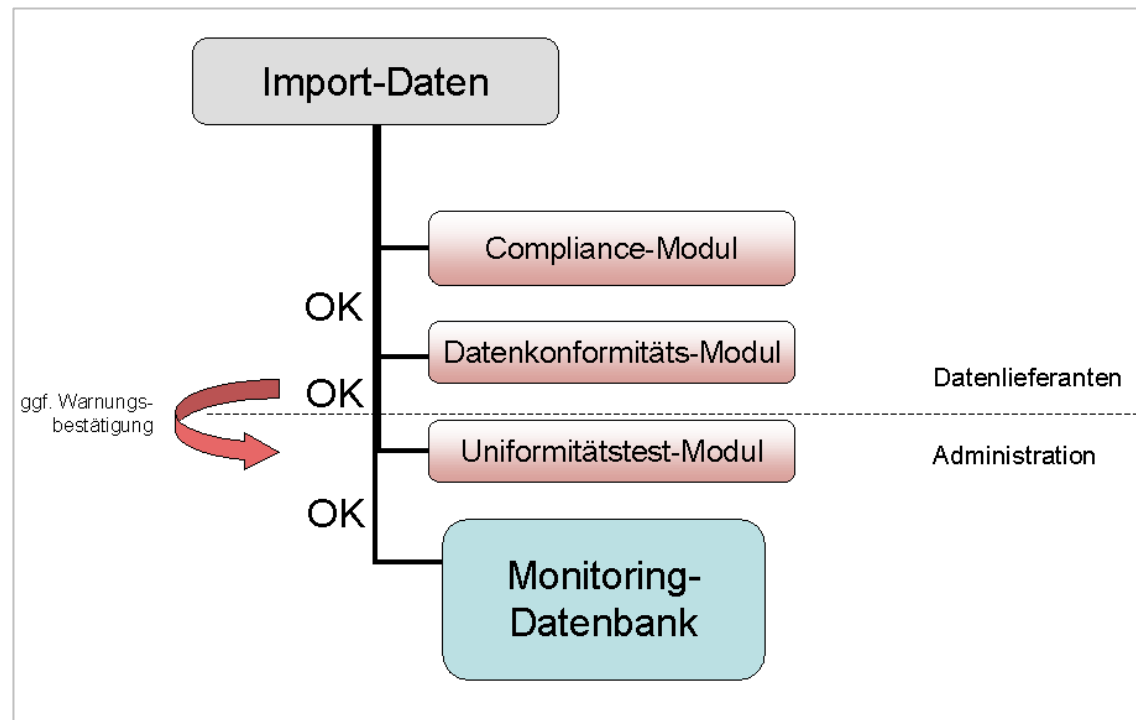 Import-Daten
Compliance-Modul
OK
Datenkonformitäts-Modul
Datenlieferanten
OK
ggf. Warnungs-
bestätigung
Uniformitätstest-Modul
Administration
OK
Monitoring-
Datenbank